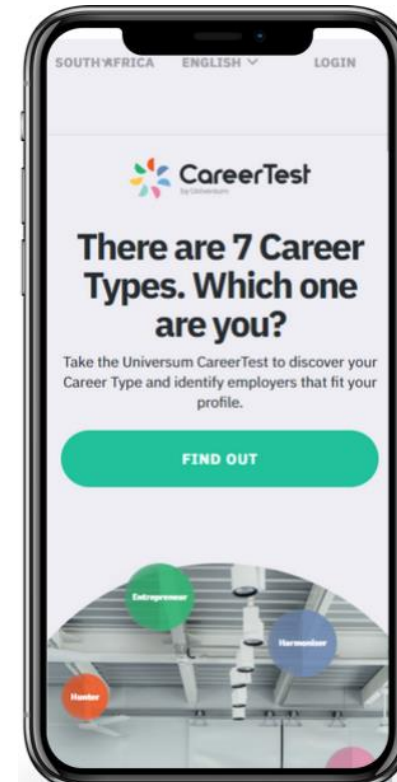 SOUTH AFRICA ENGLISH LOGIN
CareerTest
by Universum
There are 7 Career
Types. Which one
are you?
Take the Universum CareerTest to discover your
Career Type and identify employers that fit your
profile.
FIND OUT
Entrepreneur
Harmonizer
Hunter